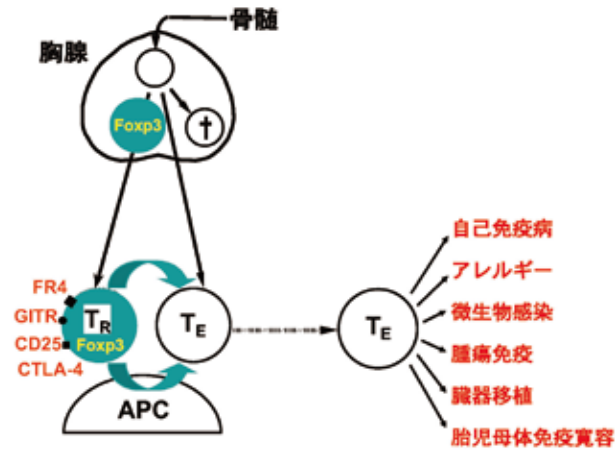 骨髄
胸腺
Foxp3
†
自己免疫病
アレルギー
微生物感染
腫瘍免疫
臓器移植
胎児母体免疫寛容
FR4
GITR
CD25
CTLA-4
TR
Foxp3
TE
TE
APC